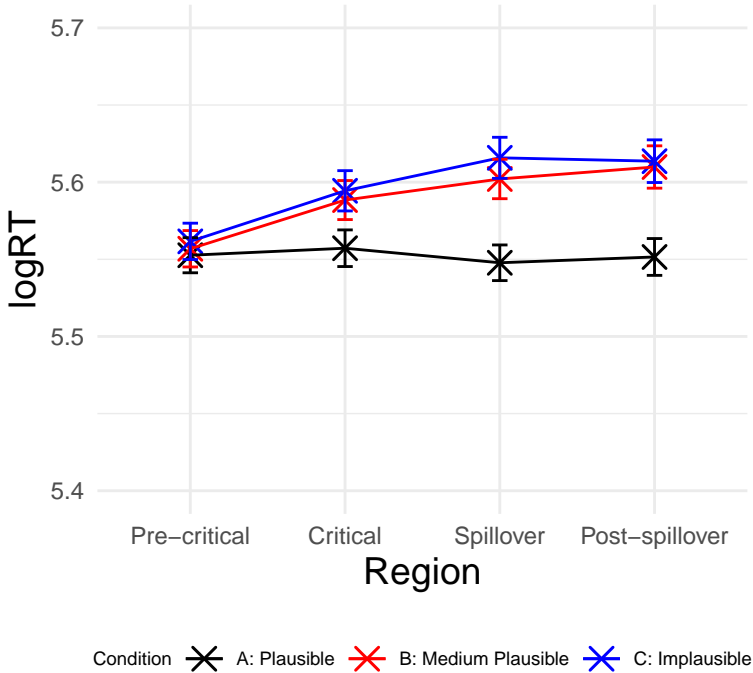 5.7
5.6
5.5
5.4
logRT
Pre−critical Critical Spillover Post−spillover
Region
Condition A: Plausible B: Medium Plausible C: Implausible